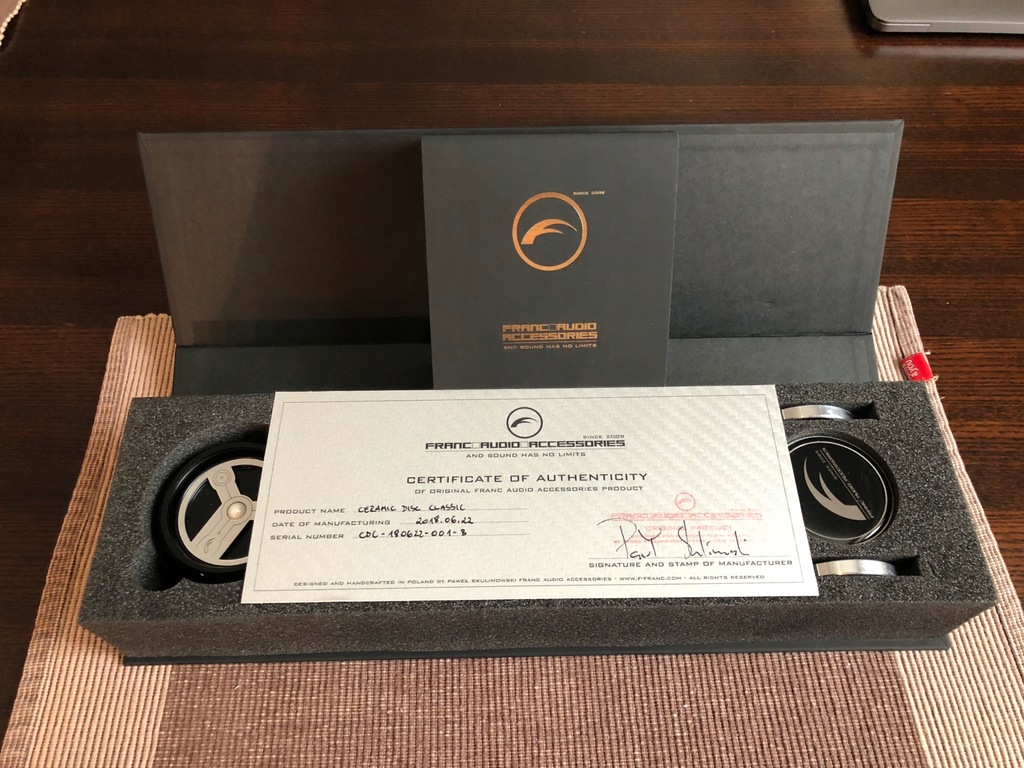 SINCE 2009
FRANC AUDIO
ACCESSORIES
AND SOUND HAS NO LIMITS
SINCE 2009
FRANC AUDIO ACCESSORIES
AND SOUND HAS NO LIMITS
CERTIFICATE OF AUTHENTICITY
OF ORIGINAL FRANC AUDIO ACCESSORIES PRODUCT
PRODUCT NAME CERAMIC DISC CLASSIC
DATE OF MANUFACTURING 2018.06.22
SERIAL NUMBER CDC-180622-001-B
ORIGINAL PRODUCT
SIGNATURE AND STAMP OF MANUFACTURER
DESIGNED AND HANDCRAFTED IN POLAND BY PAWEŁ SKULIMOWSKI FRANC AUDIO ACCESSORIES - WWW.F-FRANC.COM - ALL RIGHTS RESERVED